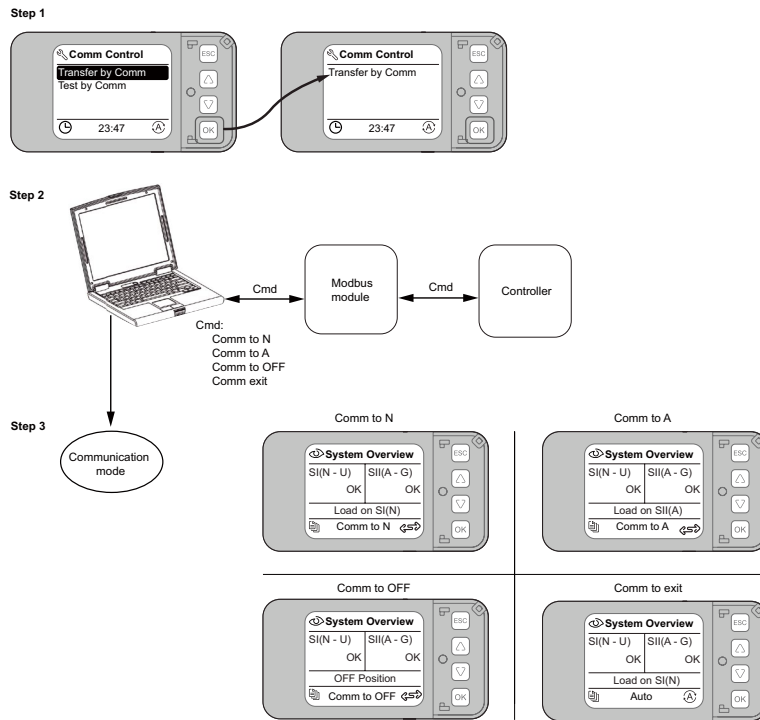 Step 1
Comm Control
Transfer by Comm
Test by Comm
23:47 A
ESC
OK
Comm Control
Transfer by Comm
23:47 A
ESC
OK
Step 2
Cmd
Modbus
module
Cmd
Controller
Cmd:
Comm to N
Comm to A
Comm to OFF
Comm exit
Step 3
Communication
mode
Comm to N
System Overview
SI(N - U) SII(A - G)
OK OK
Load on SI(N)
Comm to N
ESC
OK
Comm to A
System Overview
SI(N - U) SII(A - G)
OK OK
Load on SII(A)
Comm to A
ESC
OK
Comm to OFF
System Overview
SI(N - U) SII(A - G)
OK OK
OFF Position
Comm to OFF
ESC
OK
Comm to exit
System Overview
SI(N - U) SII(A - G)
OK OK
Load on SI(N)
Auto A
ESC
OK